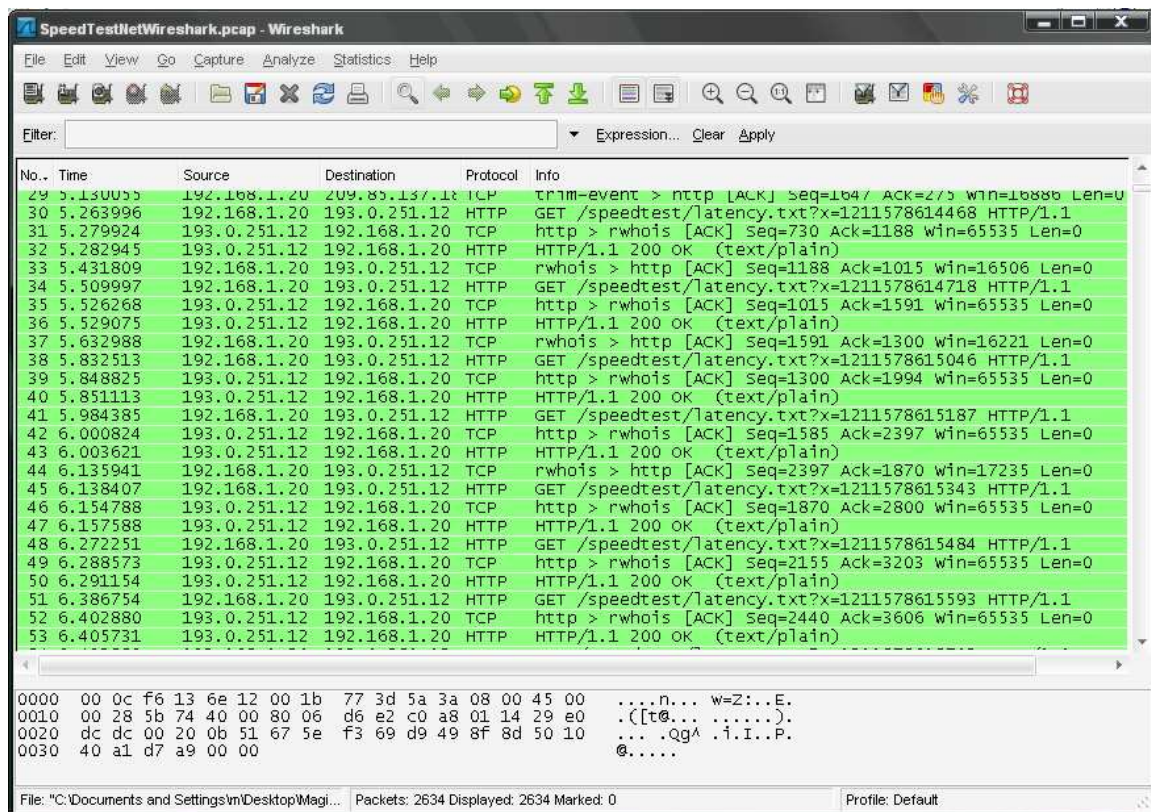 SpeedTestNetWireshark.pcap - Wireshark
File Edit View Go Capture Analyze Statistics Help
Filter: Expression... Clear Apply
No.. Time Source Destination Protocol Info
29 5.130055 192.168.1.20 209.85.137.18 TCP trim-event > http [ACK] Seq=1647 Ack=275 Win=16886 Len=0
30 5.263996 192.168.1.20 193.0.251.12 HTTP GET /speedtest/latency.txt?x=1211578614468 HTTP/1.1
31 5.279924 193.0.251.12 192.168.1.20 TCP http > rwhois [ACK] Seq=730 Ack=1188 Win=65535 Len=0
32 5.282945 193.0.251.12 192.168.1.20 HTTP HTTP/1.1 200 OK (text/plain)
33 5.431809 192.168.1.20 193.0.251.12 TCP rwhois > http [ACK] Seq=1188 Ack=1015 Win=16506 Len=0
34 5.509997 192.168.1.20 193.0.251.12 HTTP GET /speedtest/latency.txt?x=1211578614718 HTTP/1.1
35 5.526268 193.0.251.12 192.168.1.20 TCP http > rwhois [ACK] Seq=1015 Ack=1591 Win=65535 Len=0
36 5.529075 193.0.251.12 192.168.1.20 HTTP HTTP/1.1 200 OK (text/plain)
37 5.632988 192.168.1.20 193.0.251.12 TCP rwhois > http [ACK] Seq=1591 Ack=1300 Win=16221 Len=0
38 5.832513 192.168.1.20 193.0.251.12 HTTP GET /speedtest/latency.txt?x=1211578615046 HTTP/1.1
39 5.848825 193.0.251.12 192.168.1.20 TCP http > rwhois [ACK] Seq=1300 Ack=1994 Win=65535 Len=0
40 5.851113 193.0.251.12 192.168.1.20 HTTP HTTP/1.1 200 OK (text/plain)
41 5.984385 192.168.1.20 193.0.251.12 HTTP GET /speedtest/latency.txt?x=1211578615187 HTTP/1.1
42 6.000824 193.0.251.12 192.168.1.20 TCP http > rwhois [ACK] Seq=1585 Ack=2397 Win=65535 Len=0
43 6.003621 193.0.251.12 192.168.1.20 HTTP HTTP/1.1 200 OK (text/plain)
44 6.135941 192.168.1.20 193.0.251.12 TCP rwhois > http [ACK] Seq=2397 Ack=1870 Win=17235 Len=0
45 6.138407 192.168.1.20 193.0.251.12 HTTP GET /speedtest/latency.txt?x=1211578615343 HTTP/1.1
46 6.154788 193.0.251.12 192.168.1.20 TCP http > rwhois [ACK] Seq=1870 Ack=2800 Win=65535 Len=0
47 6.157588 193.0.251.12 192.168.1.20 HTTP HTTP/1.1 200 OK (text/plain)
48 6.272251 192.168.1.20 193.0.251.12 HTTP GET /speedtest/latency.txt?x=1211578615484 HTTP/1.1
49 6.288573 193.0.251.12 192.168.1.20 TCP http > rwhois [ACK] Seq=2155 Ack=3203 Win=65535 Len=0
50 6.291154 193.0.251.12 192.168.1.20 HTTP HTTP/1.1 200 OK (text/plain)
51 6.386754 192.168.1.20 193.0.251.12 HTTP GET /speedtest/latency.txt?x=1211578615593 HTTP/1.1
52 6.402880 193.0.251.12 192.168.1.20 TCP http > rwhois [ACK] Seq=2440 Ack=3606 Win=65535 Len=0
53 6.405731 193.0.251.12 192.168.1.20 HTTP HTTP/1.1 200 OK (text/plain)
0000 00 0c f6 13 6e 12 00 1b 77 3d 5a 3a 08 00 45 00 ....n... w=Z:..E.
0010 00 28 5b 74 40 00 80 06 d6 e2 c0 a8 01 14 29 e0 .([t@... ......).
0020 dc dc 00 20 0b 51 67 5e f3 69 d9 49 8f 8d 50 10 ... .Qg^ .i.I..P.
0030 40 a1 d7 a9 00 00 @.....
File: "C:\Documents and Settings\m\Desktop\Magi... Packets: 2634 Displayed: 2634 Marked: 0 Profile: Default